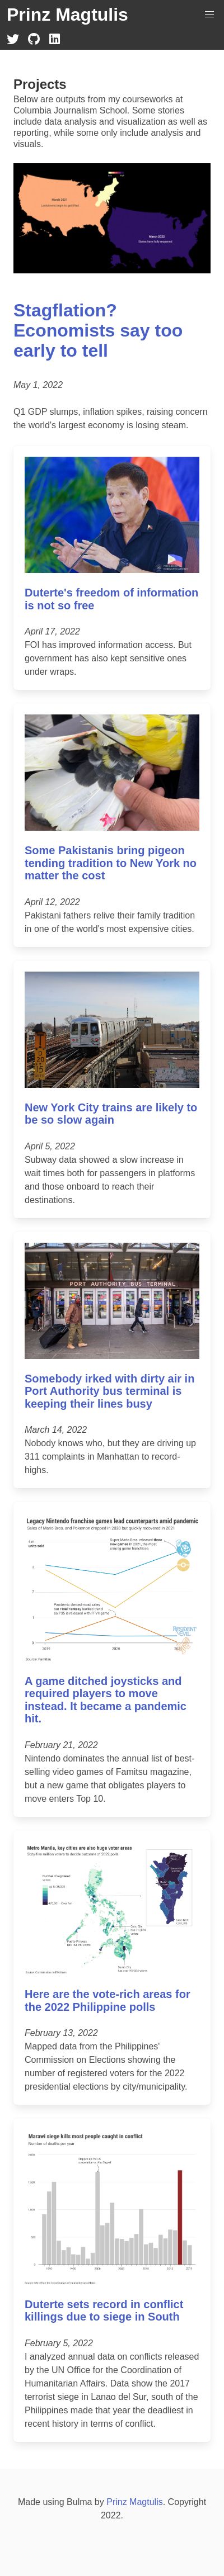 Prinz Magtulis
Projects
Below are outputs from my courseworks at
Columbia Journalism School. Some stories
include data analysis and visualization as well as
reporting, while some only include analysis and
visuals.
Stagflation?
Economists say too
early to tell
May 1, 2022
Q1 GDP slumps, inflation spikes, raising concern
the world's largest economy is losing steam.
Duterte's freedom of information
is not so free
April 17, 2022
FOI has improved information access. But
government has also kept sensitive ones
under wraps.
Some Pakistanis bring pigeon
tending tradition to New York no
matter the cost
April 12, 2022
Pakistani fathers relive their family tradition
in one of the world's most expensive cities.
New York City trains are likely to
be so slow again
April 5, 2022
Subway data showed a slow increase in
wait times both for passengers in platforms
and those onboard to reach their
destinations.
PORT AUTHORITY BUS TERMINAL
Somebody irked with dirty air in
Port Authority bus terminal is
keeping their lines busy
March 14, 2022
Nobody knows who, but they are driving up
311 complaints in Manhattan to record-
highs.
Legacy Nintendo franchise games lead counterparts amid pandemic
RESIDENT
EVIL
A game ditched joysticks and
required players to move
instead. It became a pandemic
hit.
February 21, 2022
Nintendo dominates the annual list of best-
selling video games of Famitsu magazine,
but a new game that obligates players to
move enters Top 10.
Metro Manila, key cities are also huge voter areas
Here are the vote-rich areas for
the 2022 Philippine polls
February 13, 2022
Mapped data from the Philippines'
Commission on Elections showing the
number of registered voters for the 2022
presidential elections by city/municipality.
Marawi siege kills most people caught in conflict
Number of deaths per year
Duterte sets record in conflict
killings due to siege in South
February 5, 2022
I analyzed annual data on conflicts released
by the UN Office for the Coordination of
Humanitarian Affairs. Data show the 2017
terrorist siege in Lanao del Sur, south of the
Philippines made that year the deadliest in
recent history in terms of conflict.
Made using Bulma by Prinz Magtulis. Copyright
2022.